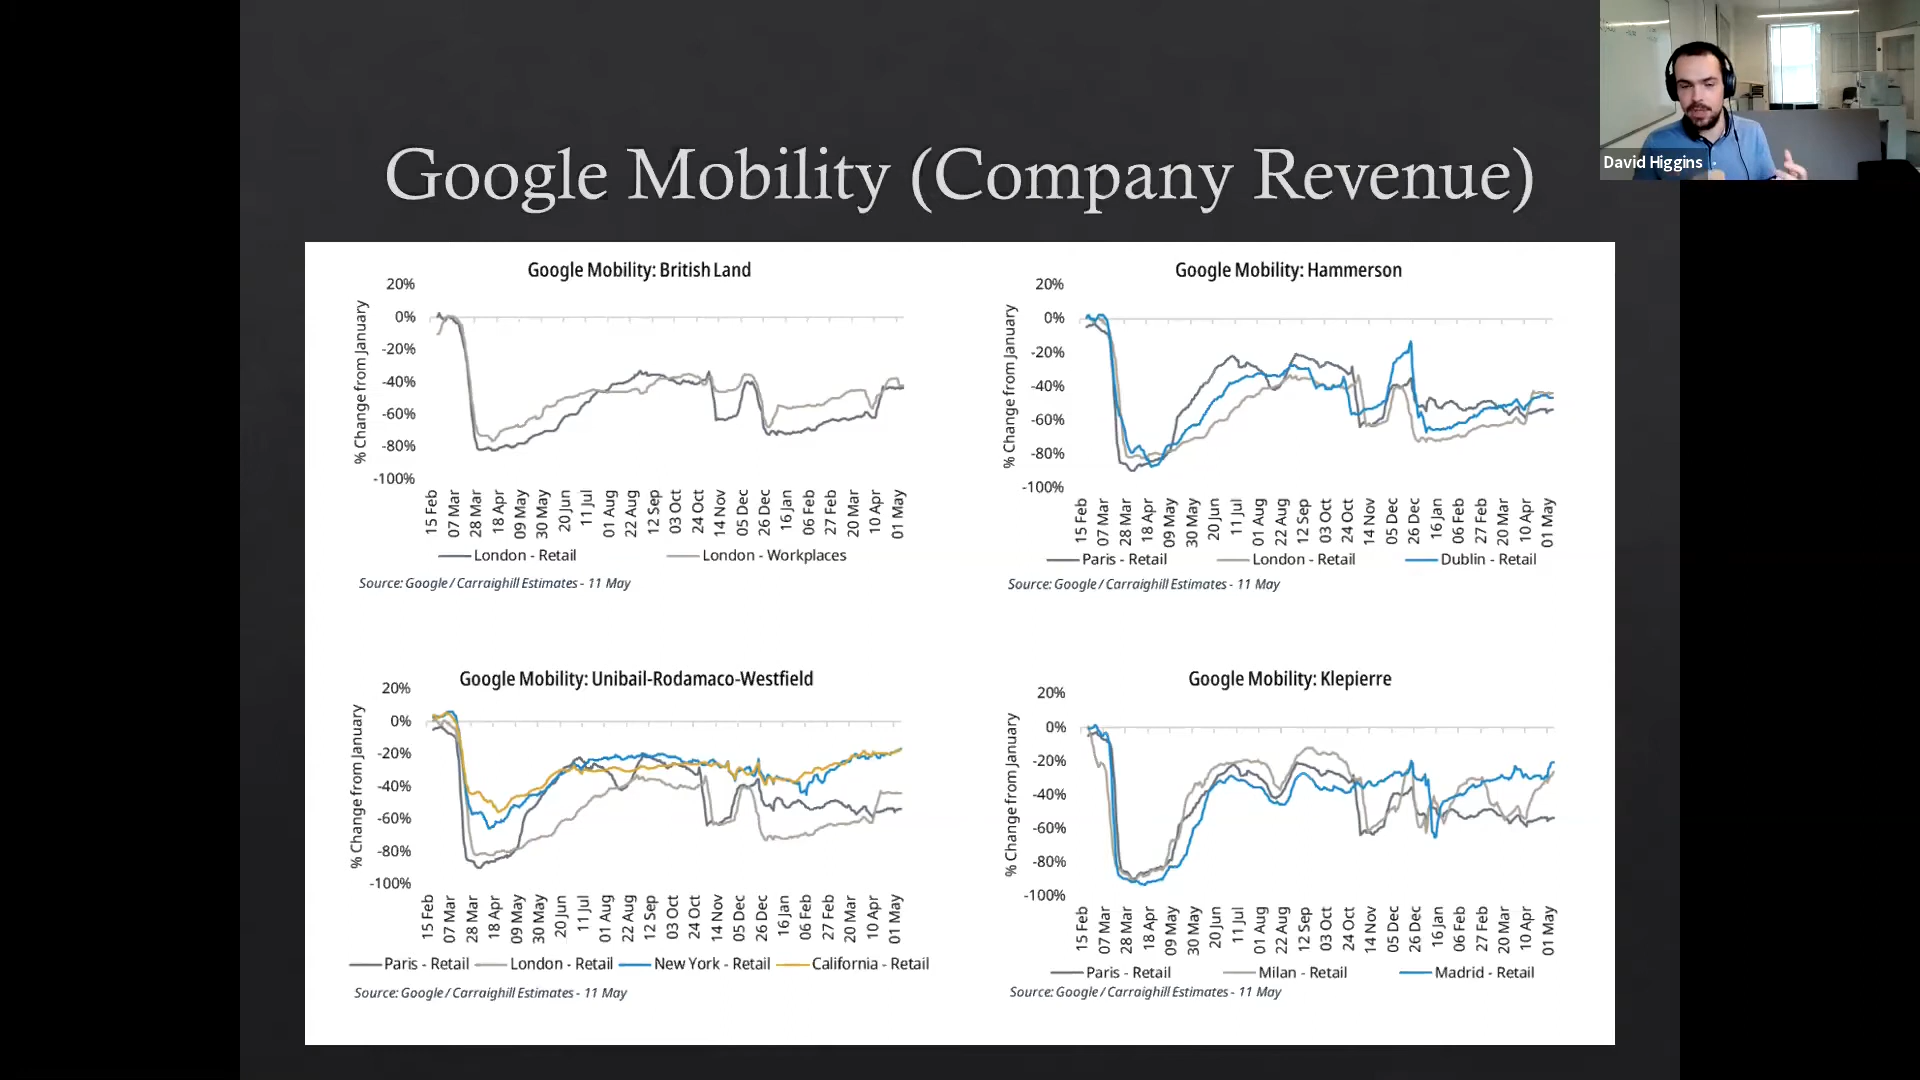 David Higgins
Google Mobility (Company Revenue)
Google Mobility: British Land
20%
0%
-20%
-40%
-60%
-80%
-100%
% Change from January
15 Feb
07 Mar
28 Mar
18 Apr
09 May
30 May
20 Jun
11 Jul
01 Aug
22 Aug
12 Sep
03 Oct
24 Oct
14 Nov
05 Dec
26 Dec
16 Jan
06 Feb
27 Feb
20 Mar
10 Apr
01 May
London - Retail
London - Workplaces
Source: Google / Carraighill Estimates - 11 May
Google Mobility: Hammerson
20%
0%
-20%
-40%
-60%
-80%
-100%
% Change from January
15 Feb
07 Mar
28 Mar
18 Apr
09 May
30 May
20 Jun
11 Jul
01 Aug
22 Aug
12 Sep
03 Oct
24 Oct
14 Nov
05 Dec
26 Dec
16 Jan
06 Feb
27 Feb
20 Mar
10 Apr
01 May
Paris - Retail
London - Retail
Dublin - Retail
Source: Google / Carraighill Estimates - 11 May
Google Mobility: Unibail-Rodamaco-Westfield
20%
0%
-20%
-40%
-60%
-80%
-100%
% Change from January
15 Feb
07 Mar
28 Mar
18 Apr
09 May
30 May
20 Jun
11 Jul
01 Aug
22 Aug
12 Sep
03 Oct
24 Oct
14 Nov
05 Dec
26 Dec
16 Jan
06 Feb
27 Feb
20 Mar
10 Apr
01 May
Paris - Retail
London - Retail
New York - Retail
California - Retail
Source: Google / Carraighill Estimates - 11 May
Google Mobility: Klepierre
20%
0%
-20%
-40%
-60%
-80%
-100%
% Change from January
15 Feb
07 Mar
28 Mar
18 Apr
09 May
30 May
20 Jun
11 Jul
01 Aug
22 Aug
12 Sep
03 Oct
24 Oct
14 Nov
05 Dec
26 Dec
16 Jan
06 Feb
27 Feb
20 Mar
10 Apr
01 May
Paris - Retail
Milan - Retail
Madrid - Retail
Source: Google / Carraighill Estimates - 11 May